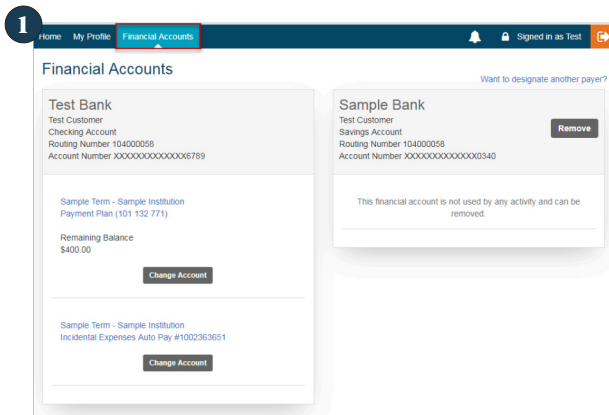 1
Home My Profile Financial Accounts Signed in as Test
Financial Accounts
Want to designate another payer?
Test Bank
Test Customer
Checking Account
Routing Number 104000058
Account Number XXXXXXXXXXXXX6789
Sample Term - Sample Institution
Payment Plan (101 132 771)
Remaining Balance
$400.00
Change Account
Sample Term - Sample Institution
Incidental Expenses Auto Pay #1002363651
Change Account
Sample Bank
Test Customer
Savings Account
Routing Number 104000058
Account Number XXXXXXXXXXXXX0340
Remove
This financial account is not used by any activity and can be
removed.